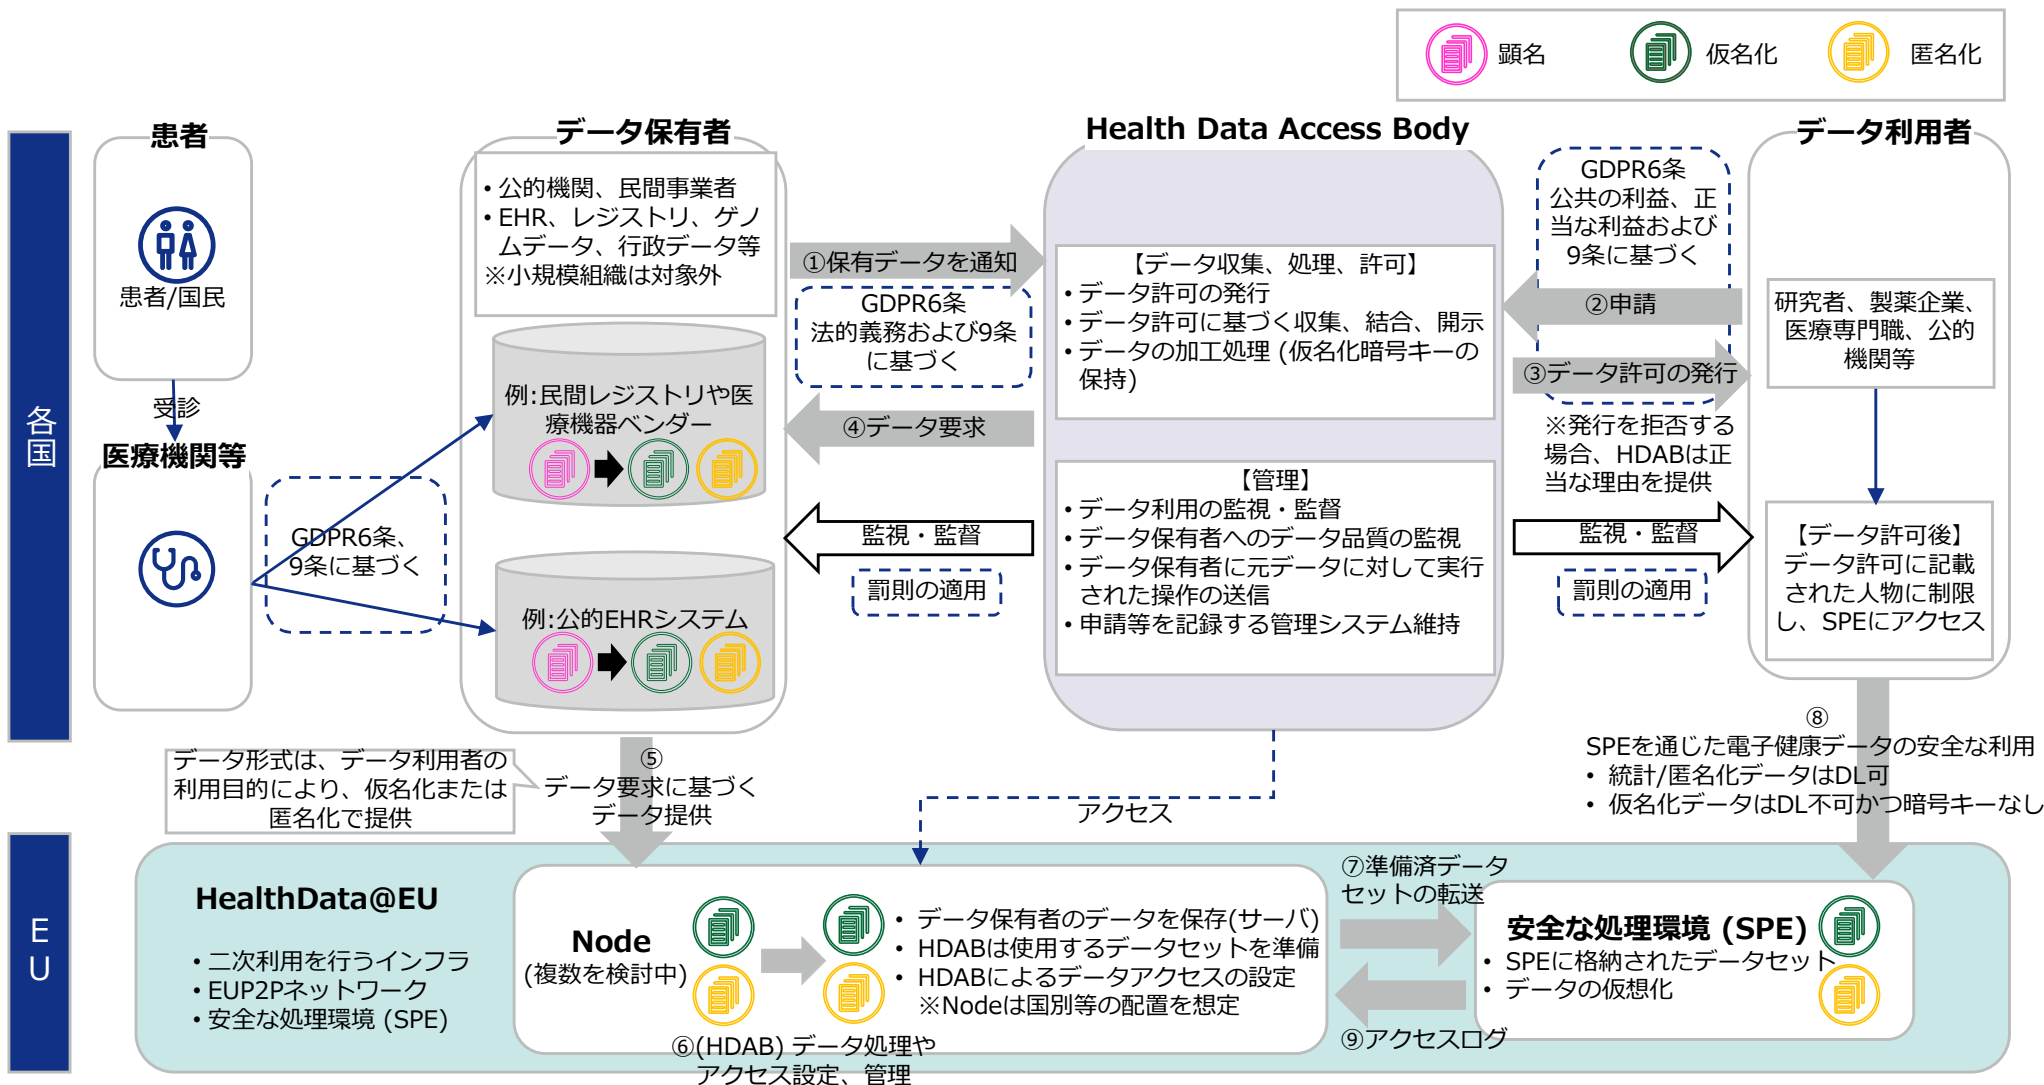 顕名
仮名化
匿名化
各国
患者
患者/国民
受診
医療機関等
GDPR6条、
9条に基づく
データ保有者
• 公的機関、民間事業者
• EHR、レジストリ、ゲノ
ムデータ、行政データ等
※小規模組織は対象外
例:民間レジストリや医
療機器ベンダー
例:公的EHRシステム
①保有データを通知
GDPR6条
法的義務および9条
に基づく
④データ要求
監視・監督
罰則の適用
Health Data Access Body
【データ収集、処理、許可】
• データ許可の発行
• データ許可に基づく収集、結合、開示
• データの加工処理 (仮名化暗号キーの
保持)
【管理】
• データ利用の監視・監督
• データ保有者へのデータ品質の監視
• データ保有者に元データに対して実行
された操作の送信
• 申請等を記録する管理システム維持
GDPR6条
公共の利益、正
当な利益および
9条に基づく
②申請
③データ許可の発行
※発行を拒否する
場合、HDABは正
当な理由を提供
監視・監督
罰則の適用
データ利用者
研究者、製薬企業、
医療専門職、公的
機関等
【データ許可後】
データ許可に記載
された人物に制限
し、SPEにアクセス
データ形式は、データ利用者の
利用目的により、仮名化または
匿名化で提供
⑤
データ要求に基づく
データ提供
アクセス
⑧
SPEを通じた電子健康データの安全な利用
• 統計/匿名化データはDL可
• 仮名化データはDL不可かつ暗号キーなし
EU
HealthData@EU
• 二次利用を行うインフラ
• EUP2Pネットワーク
• 安全な処理環境 (SPE)
Node
(複数を検討中)
• データ保有者のデータを保存(サーバ)
• HDABは使用するデータセットを準備
• HDABによるデータアクセスの設定
※Nodeは国別等の配置を想定
⑥(HDAB) データ処理や
アクセス設定、管理
⑦準備済データ
セットの転送
⑨アクセスログ
安全な処理環境 (SPE)
• SPEに格納されたデータセット
• データの仮想化